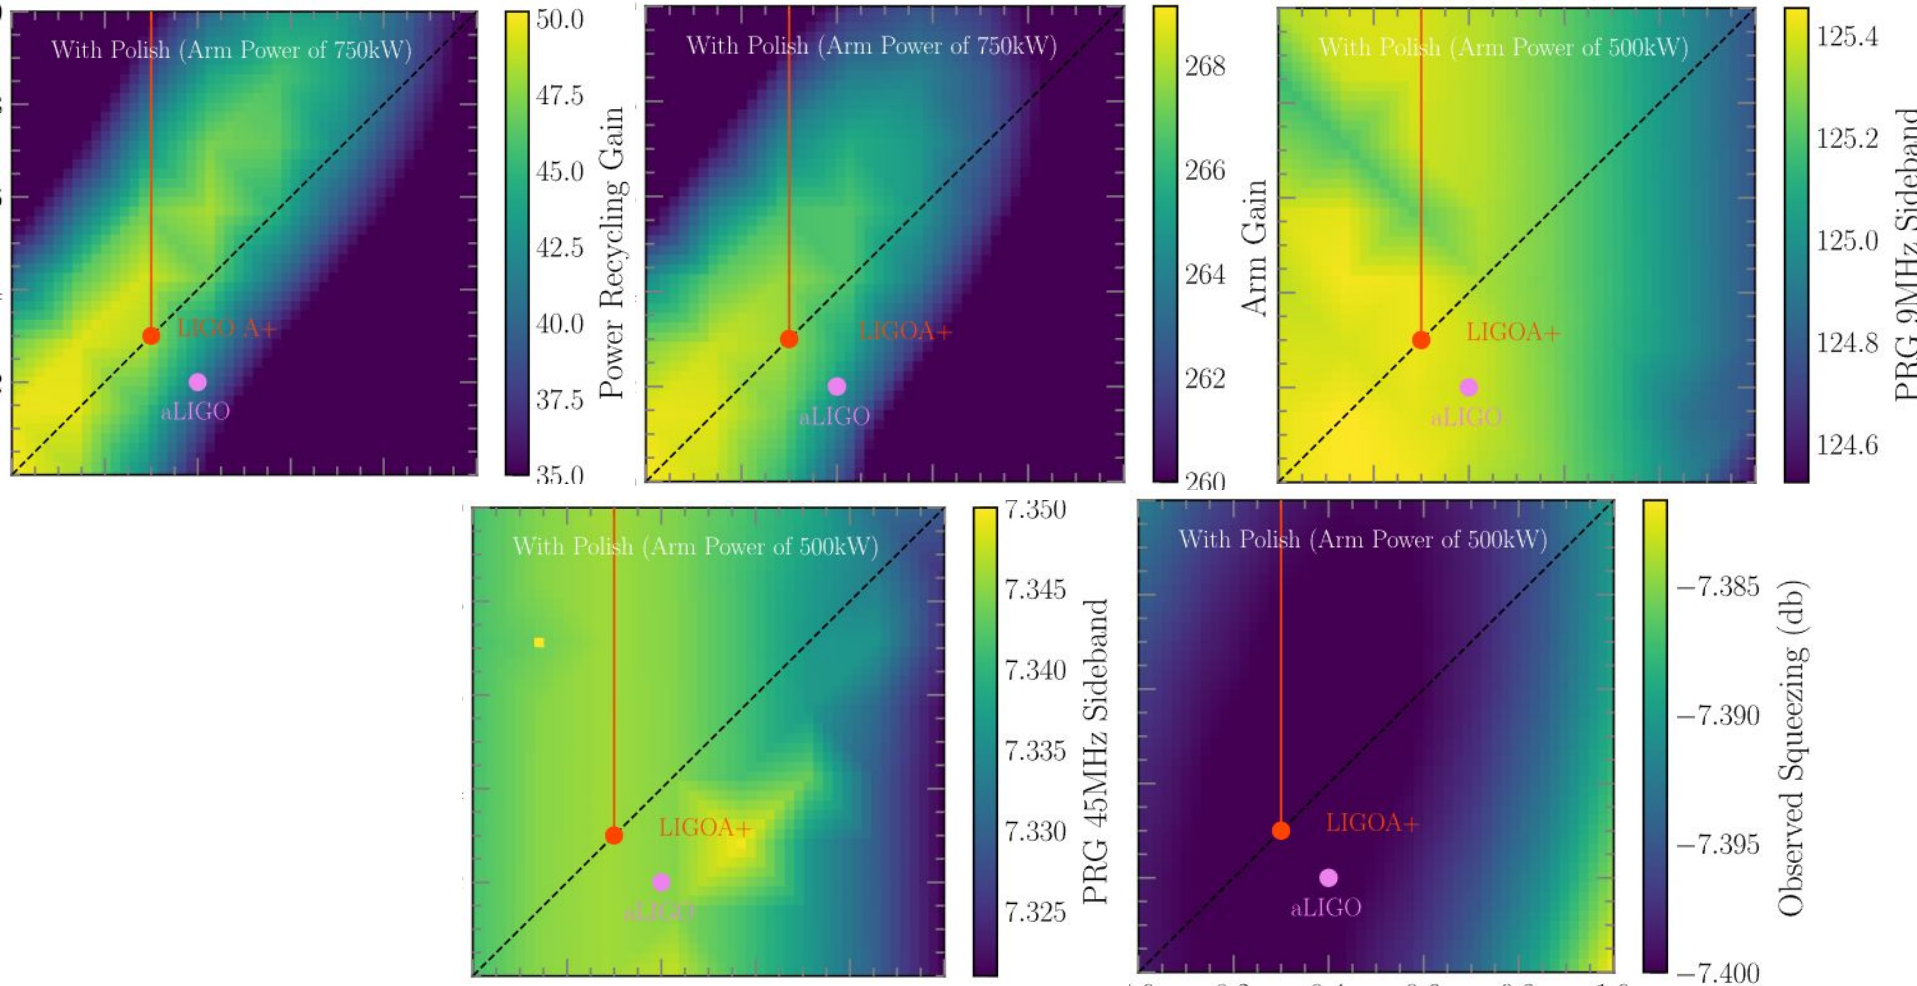 With Polish (Arm Power of 750kW)
LIGO A+
aLIGO
50.0
47.5
45.0
42.5
40.0
37.5
35.0
Power Recycling Gain
With Polish (Arm Power of 750kW)
LIGOA+
aLIGO
268
266
264
262
260
Arm Gain
With Polish (Arm Power of 500kW)
LIGOA+
aLIGO
125.4
125.2
125.0
124.8
124.6
PRG 9MHz Sideband
With Polish (Arm Power of 500kW)
LIGOA+
aLIGO
7.350
7.345
7.340
7.335
7.330
7.325
PRG 45MHz Sideband
With Polish (Arm Power of 500kW)
LIGOA+
aLIGO
−7.385
−7.390
−7.395
−7.400
Observed Squeezing (db)